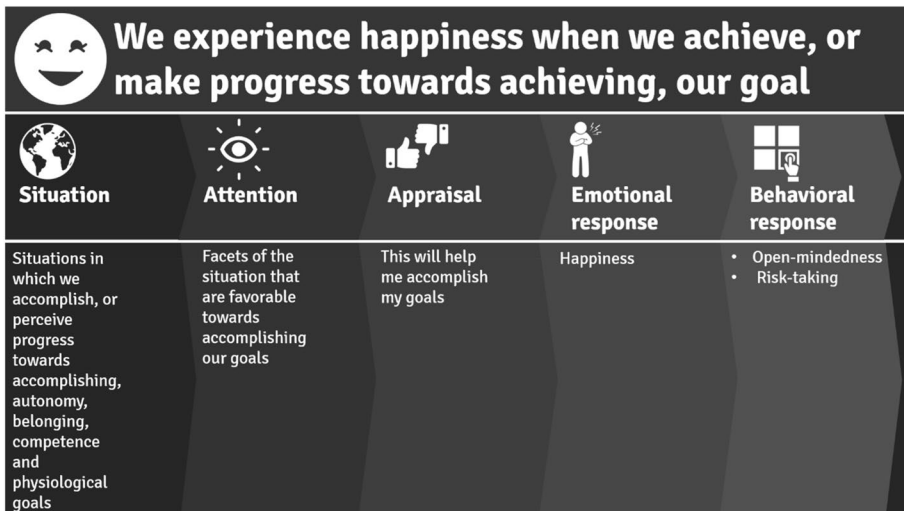 We experience happiness when we achieve, or
make progress towards achieving, our goal
Situation
Attention
Appraisal
Emotional
response
Behavioral
response
Situations in
which we
accomplish, or
perceive
progress
towards
accomplishing,
autonomy,
belonging,
competence
and
physiological
goals
Facets of the
situation that
are favorable
towards
accomplishing
our goals
This will help
me accomplish
my goals
Happiness
• Open-mindedness
• Risk-taking